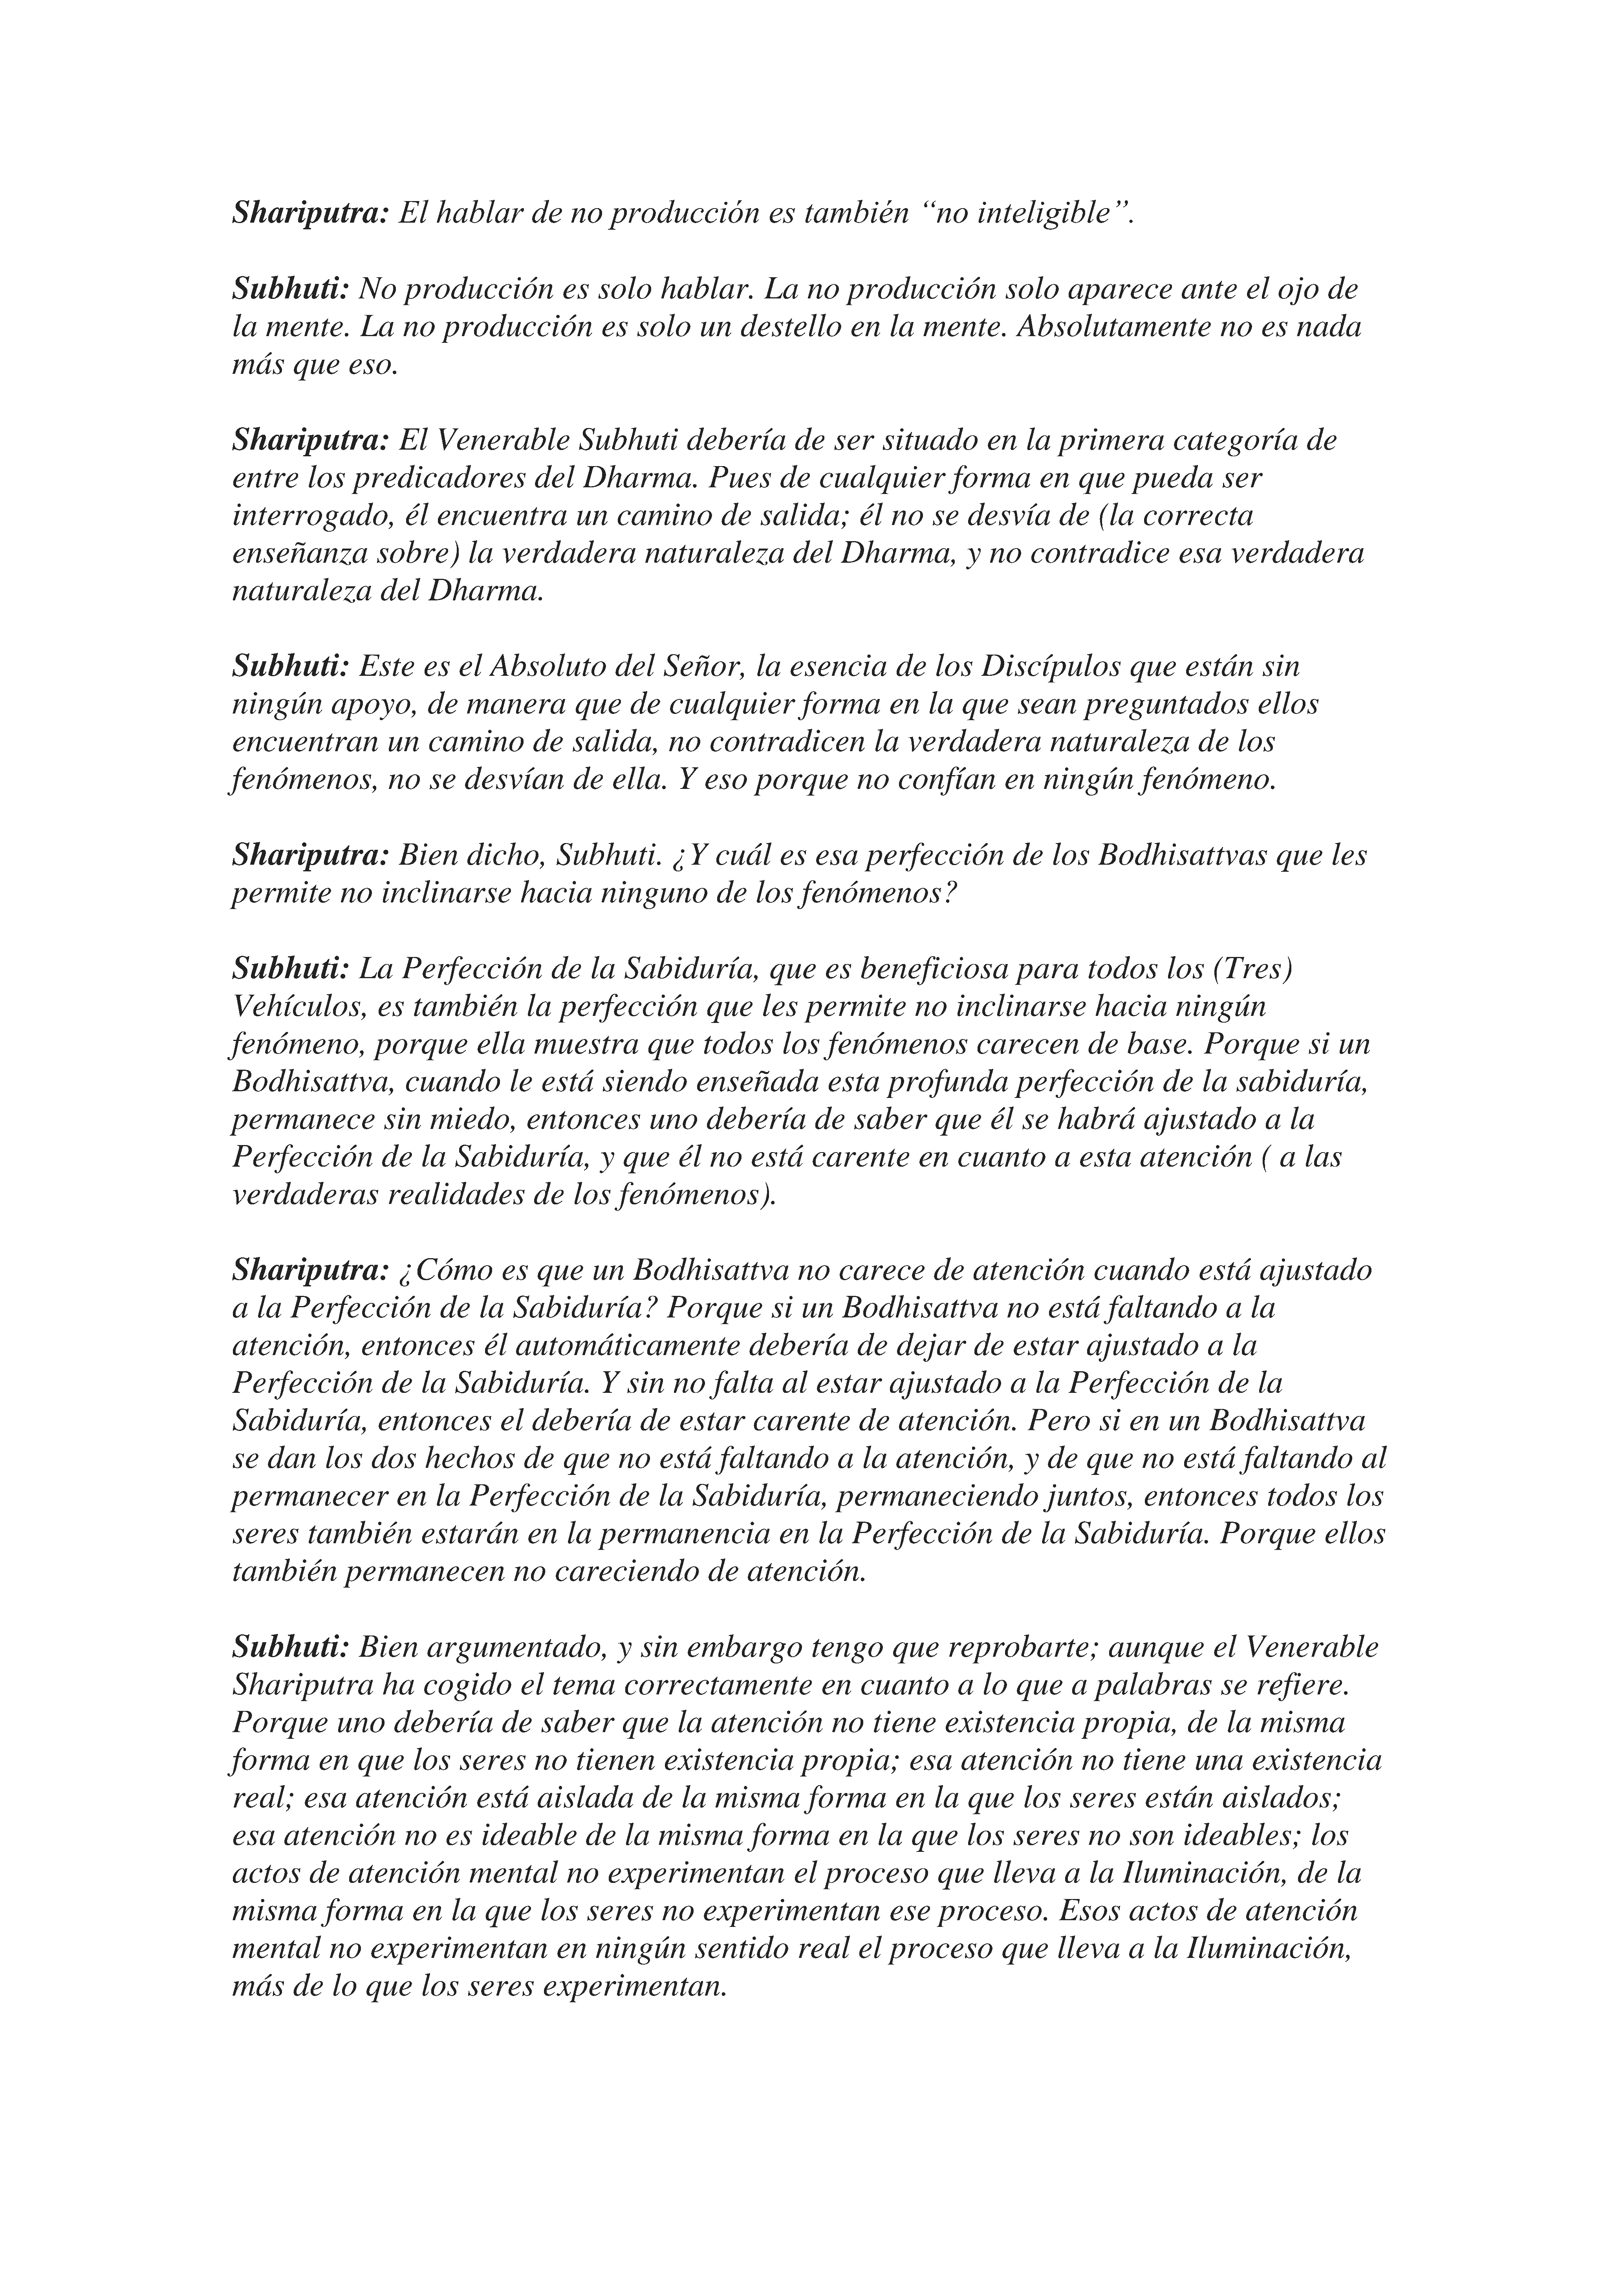 Shariputra: El hablar de no producción es también “no inteligible”.
Subhuti: No producción es solo hablar. La no producción solo aparece ante el ojo de
la mente. La no producción es solo un destello en la mente. Absolutamente no es nada
más que eso.
Shariputra: El Venerable Subhuti debería de ser situado en la primera categoría de
entre los predicadores del Dharma. Pues de cualquier forma en que pueda ser
interrogado, él encuentra un camino de salida; él no se desvía de (la correcta
enseñanza sobre) la verdadera naturaleza del Dharma, y no contradice esa verdadera
naturaleza del Dharma.
Subhuti: Este es el Absoluto del Señor, la esencia de los Discípulos que están sin
ningún apoyo, de manera que de cualquier forma en la que sean preguntados ellos
encuentran un camino de salida, no contradicen la verdadera naturaleza de los
fenómenos, no se desvían de ella. Y eso porque no confían en ningún fenómeno.
Shariputra: Bien dicho, Subhuti. ¿Y cuál es esa perfección de los Bodhisattvas que les
permite no inclinarse hacia ninguno de los fenómenos?
Subhuti: La Perfección de la Sabiduría, que es beneficiosa para todos los (Tres)
Vehículos, es también la perfección que les permite no inclinarse hacia ningún
fenómeno, porque ella muestra que todos los fenómenos carecen de base. Porque si un
Bodhisattva, cuando le está siendo enseñada esta profunda perfección de la sabiduría,
permanece sin miedo, entonces uno debería de saber que él se habrá ajustado a la
Perfección de la Sabiduría, y que él no está carente en cuanto a esta atención ( a las
verdaderas realidades de los fenómenos).
Shariputra: ¿Cómo es que un Bodhisattva no carece de atención cuando está ajustado
a la Perfección de la Sabiduría? Porque si un Bodhisattva no está faltando a la
atención, entonces él automáticamente debería de dejar de estar ajustado a la
Perfección de la Sabiduría. Y sin no falta al estar ajustado a la Perfección de la
Sabiduría, entonces el debería de estar carente de atención. Pero si en un Bodhisattva
se dan los dos hechos de que no está faltando a la atención, y de que no está faltando al
permanecer en la Perfección de la Sabiduría, permaneciendo juntos, entonces todos los
seres también estarán en la permanencia en la Perfección de la Sabiduría. Porque ellos
también permanecen no careciendo de atención.
Subhuti: Bien argumentado, y sin embargo tengo que reprobarte; aunque el Venerable
Shariputra ha cogido el tema correctamente en cuanto a lo que a palabras se refiere.
Porque uno debería de saber que la atención no tiene existencia propia, de la misma
forma en que los seres no tienen existencia propia; esa atención no tiene una existencia
real; esa atención está aislada de la misma forma en la que los seres están aislados;
esa atención no es ideable de la misma forma en la que los seres no son ideables; los
actos de atención mental no experimentan el proceso que lleva a la Iluminación, de la
misma forma en la que los seres no experimentan ese proceso. Esos actos de atención
mental no experimentan en ningún sentido real el proceso que lleva a la Iluminación,
más de lo que los seres experimentan.